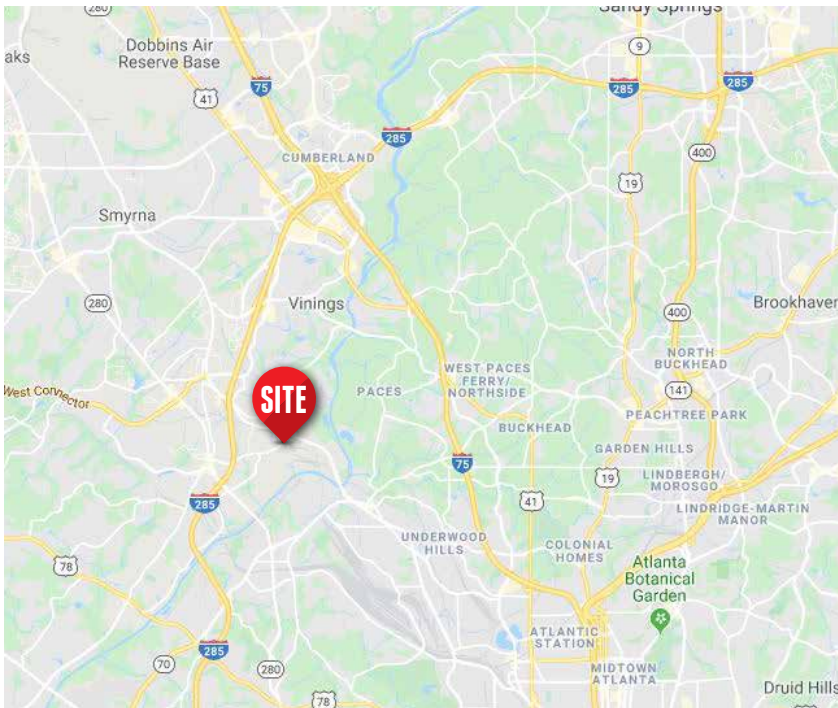 Sandy Springs
280
9
Dobbins Air
Reserve Base
aks
75
41
285
285
285
400
CUMBERLAND
19
Smyrna
280
Vinings
Brookhaven
400
NORTH
BUCKHEAD
WEST PACES
FERRY/
NORTHSIDE
PACES
141
West Connector
SITE
PEACHTREE PARK
BUCKHEAD
GARDEN HILLS
75
19
LINDBERGH/
MOROSGO
41
285
LINDRIDGE-MARTIN
MANOR
UNDERWOOD
HILLS
COLONIAL
HOMES
78
Atlanta
Botanical
Garden
ATLANTIC
STATION
285
70
280
MIDTOWN
ATLANTA
Druid Hills
78